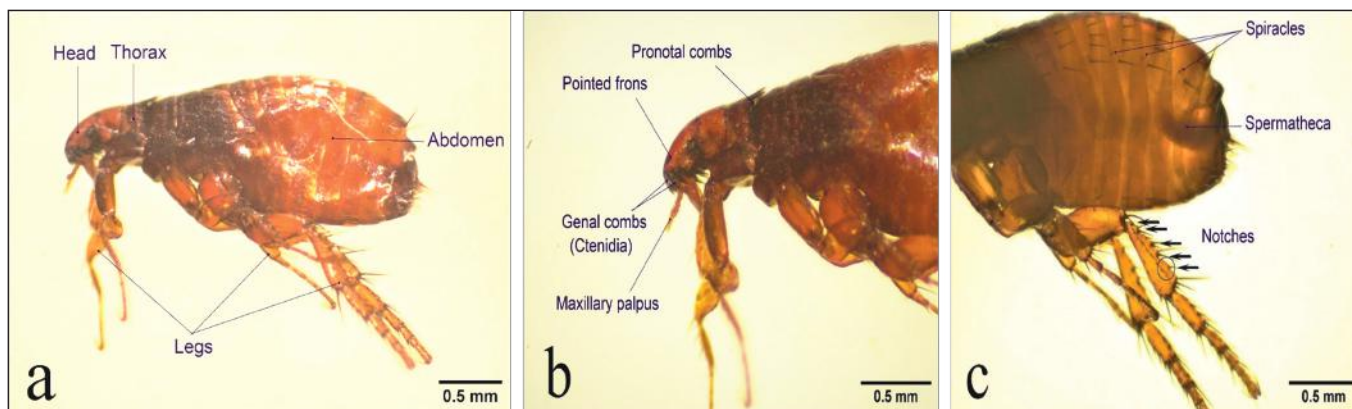 Head Thorax
Abdomen
Legs
a
0.5 mm
Pronotal combs
Pointed frons
Genal combs
(Ctenidia)
Maxillary palpus
b
0.5 mm
Spiracles
Spermatheca
Notches
c
0.5 mm